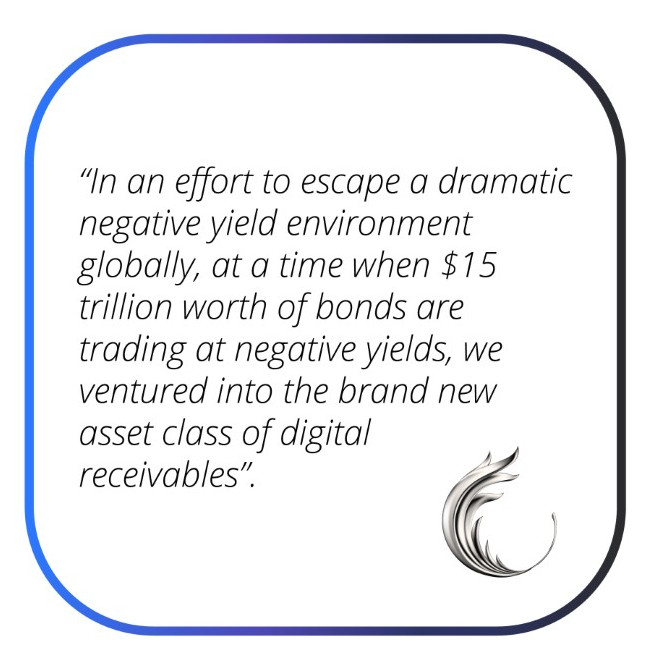 “In an effort to escape a dramatic
negative yield environment
globally, at a time when $15
trillion worth of bonds are
trading at negative yields, we
ventured into the brand new
asset class of digital
receivables”.